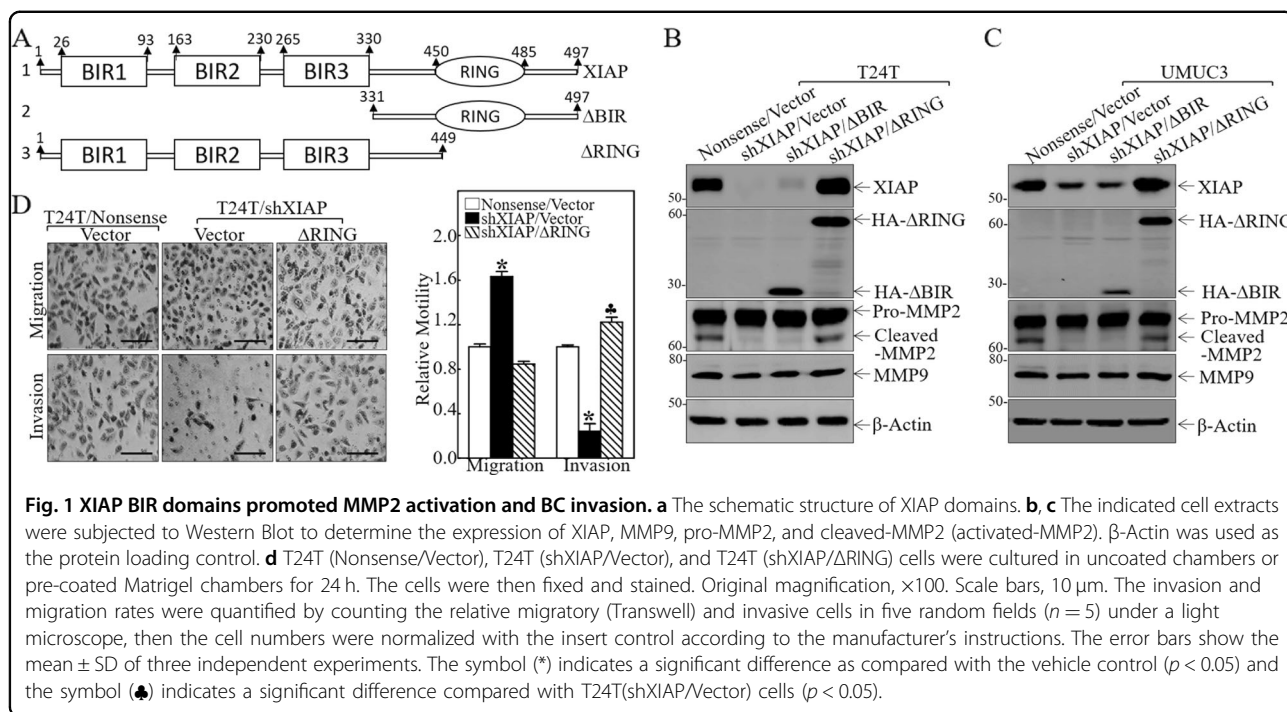 A
1 26 93 163 230 265 330 450 485 497
1 BIR1 BIR2 BIR3 RING XIAP
331 497
2 RING ΔBIR
1 449
3 BIR1 BIR2 BIR3 ΔRING
B
T24T
Nonsense/Vector
shXIAP/Vector
shXIAP/ΔBIR
shXIAP/ΔRING
50 XIAP
60 HA-ΔRING
30 HA-ΔBIR
Pro-MMP2
Cleaved
60 -MMP2
80 MMP9
50 β-Actin
C
UMUC3
Nonsense/Vector
shXIAP/Vector
shXIAP/ΔBIR
shXIAP/ΔRING
50 XIAP
60 HA-ΔRING
30 HA-ΔBIR
Pro-MMP2
Cleaved
60 -MMP2
80 MMP9
50 β-Actin
D
T24T/Nonsense T24T/shXIAP
Vector Vector ΔRING
Migration
Invasion
Nonsense/Vector
shXIAP/Vector
shXIAP/ΔRING
Relative Motility
2.0
1.6
1.2
0.8
0.4
0.0
* * ♣
Migration Invasion
Fig. 1 XIAP BIR domains promoted MMP2 activation and BC invasion. a The schematic structure of XIAP domains. b, c The indicated cell extracts
were subjected to Western Blot to determine the expression of XIAP, MMP9, pro-MMP2, and cleaved-MMP2 (activated-MMP2). β-Actin was used as
the protein loading control. d T24T (Nonsense/Vector), T24T (shXIAP/Vector), and T24T (shXIAP/ΔRING) cells were cultured in uncoated chambers or
pre-coated Matrigel chambers for 24 h. The cells were then fixed and stained. Original magnification, ×100. Scale bars, 10 μm. The invasion and
migration rates were quantified by counting the relative migratory (Transwell) and invasive cells in five random fields (n = 5) under a light
microscope, then the cell numbers were normalized with the insert control according to the manufacturer's instructions. The error bars show the
mean ± SD of three independent experiments. The symbol (*) indicates a significant difference as compared with the vehicle control (p < 0.05) and
the symbol (♣) indicates a significant difference compared with T24T(shXIAP/Vector) cells (p < 0.05).